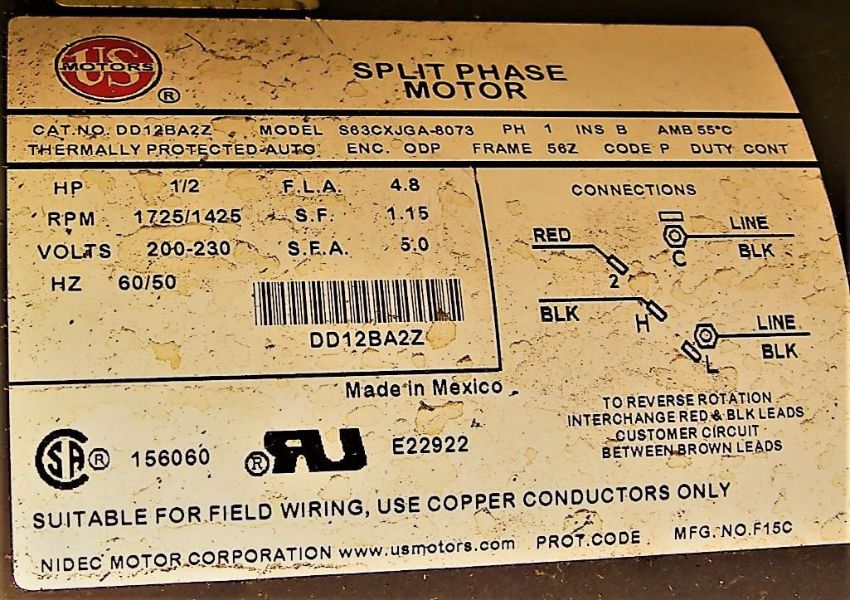 US
MOTORS
®
SPLIT PHASE
MOTOR
CAT.NO. DD12BA2Z MODEL S63CXJGA-8073 PH 1 INS B AMB 55°C
THERMALLY PROTECTED-AUTO ENC. ODP FRAME 56Z CODE P DUTY CONT
HP 1/2 F.L.A. 4.8
RPM 1725/1425 S.F. 1.15
VOLTS 200-230 S.F.A. 5.0
HZ 60/50
DD12BA2Z
Made in Mexico
CONNECTIONS
RED
2
C
LINE
BLK
BLK
H
L
LINE
BLK
TO REVERSE ROTATION
INTERCHANGE RED & BLK LEADS
CUSTOMER CIRCUIT
BETWEEN BROWN LEADS
CSA® 156060 ®RU E22922
SUITABLE FOR FIELD WIRING, USE COPPER CONDUCTORS ONLY
NIDEC MOTOR CORPORATION www.usmotors.com PROT.CODE MFG. NO.F15C